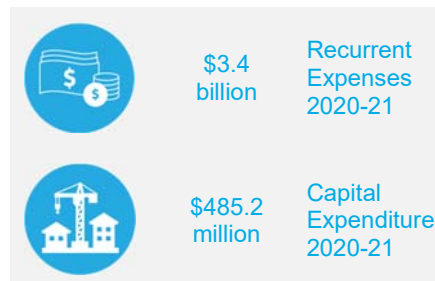 $
$
$3.4
billion
Recurrent
Expenses
2020-21
$485.2
million
Capital
Expenditure
2020-21